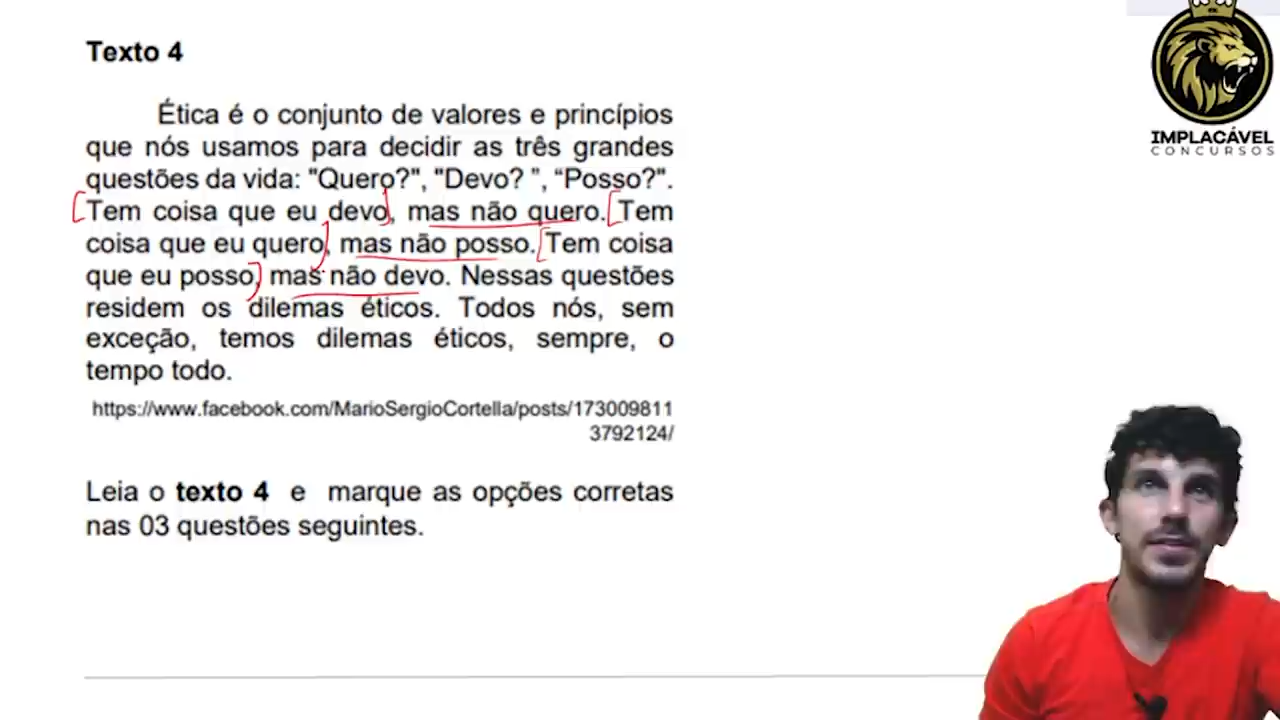 Texto 4
Ética é o conjunto de valores e princípios
que nós usamos para decidir as três grandes
questões da vida: "Quero?", "Devo? ”, “Posso?".
Tem coisa que eu devo, mas não quero. Tem
coisa que eu quero, mas não posso. Tem coisa
que eu posso, mas não devo. Nessas questões
residem os dilemas éticos. Todos nós, sem
exceção, temos dilemas éticos, sempre, o
tempo todo.
https://www.facebook.com/MarioSergioCortella/posts/173009811
3792124/
Leia o texto 4 e marque as opções corretas
nas 03 questões seguintes.
IMPLACÁVEL
CONCURSOS